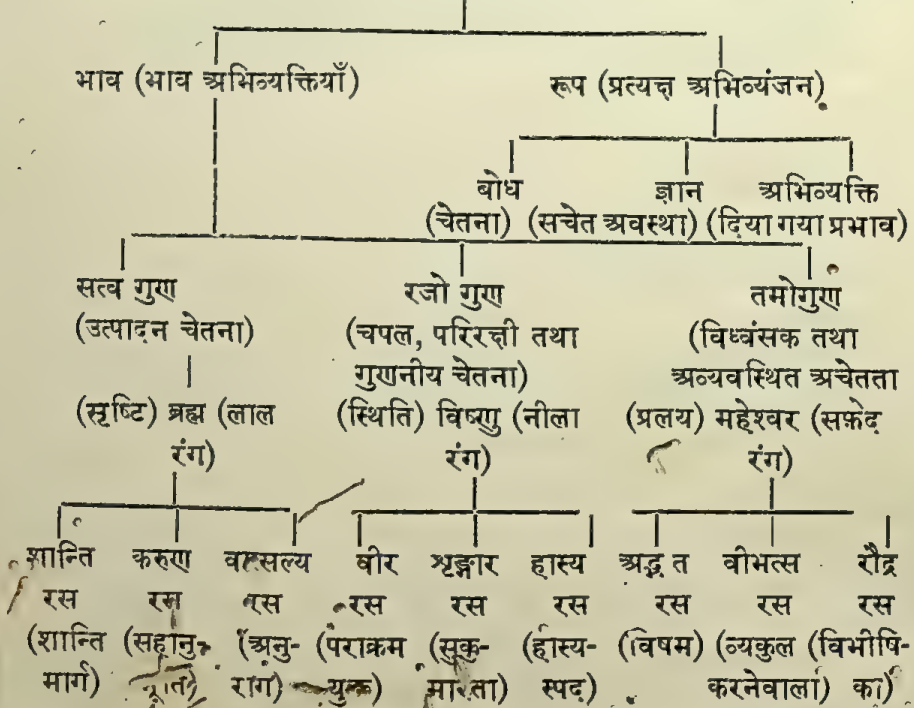 भाव (भाव अभिव्यक्तियाँ) रूप (प्रत्यक्ष अभिव्यंजन)
बोध ज्ञान अभिव्यक्ति
(चेतना) (सचेत अवस्था) (दिया गया प्रभाव)
सत्व गुण रजो गुण तमोगुण
(उत्पादन चेतना) (चपल, परिरक्षी तथा (विध्वंसक तथा
गुणनीय चेतना) अव्यवस्थित अचेतता
(सृष्टि) ब्रह्म (लाल (स्थिति) विष्णु (नीला (प्रलय) महेश्वर (सफ़ेद
रंग) रंग) रंग)
शान्ति करुण वात्सल्य वीर शृङ्गार हास्य अद्भुत वीभत्स रौद्र
रस रस रस रस रस रस रस रस रस
(शान्ति (सहानु- (अनु- (पराक्रम (सुकु- (हास्य- (विषम) (व्यकुल (विभीषि-
मार्ग) भूति) राग) युक्त) मारता) स्पद) करनेवाला) का)